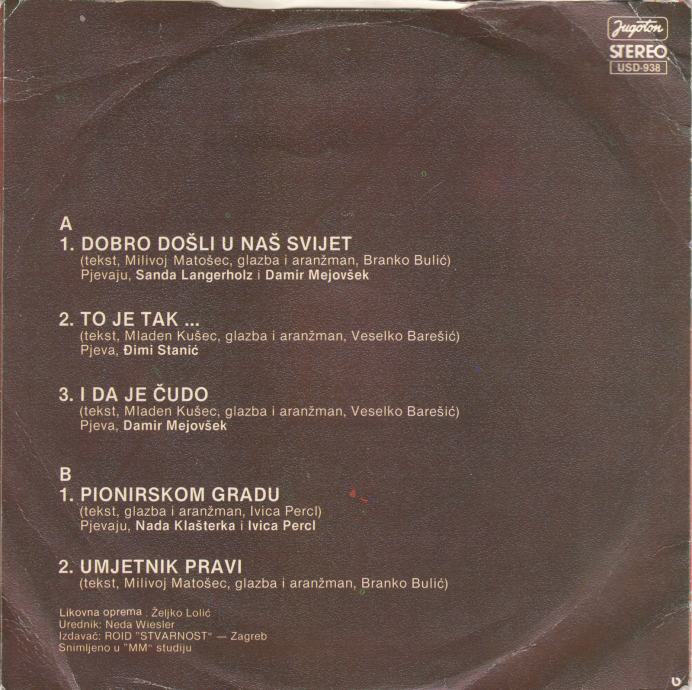 Jugoton
STEREO
USD-938
A
1. DOBRO DOŠLI U NAŠ SVIJET
(tekst, Milivoj Matošec, glazba i aranžman, Branko Bulić)
Pjevaju, Sanda Langerholz i Damir Mejovšek
2. TO JE TAK ...
(tekst, Mladen Kušec, glazba i aranžman, Veselko Barešić)
Pjeva, Đimi Stanić
3. I DA JE ČUDO
(tekst, Mladen Kušec, glazba i aranžman, Veselko Barešić)
Pjeva, Damir Mejovšek
B
1. PIONIRSKOM GRADU
(tekst, glazba i aranžman, Ivica Percl)
Pjevaju, Nada Klašterka i Ivica Percl
2. UMJETNIK PRAVI
(tekst, Milivoj Matošec, glazba i aranžman, Branko Bulić)
Likovna oprema : Željko Lolić
Urednik: Neda Wiesler
Izdavač: ROID "STVARNOST" — Zagreb
Snimljeno u "MM" studiju